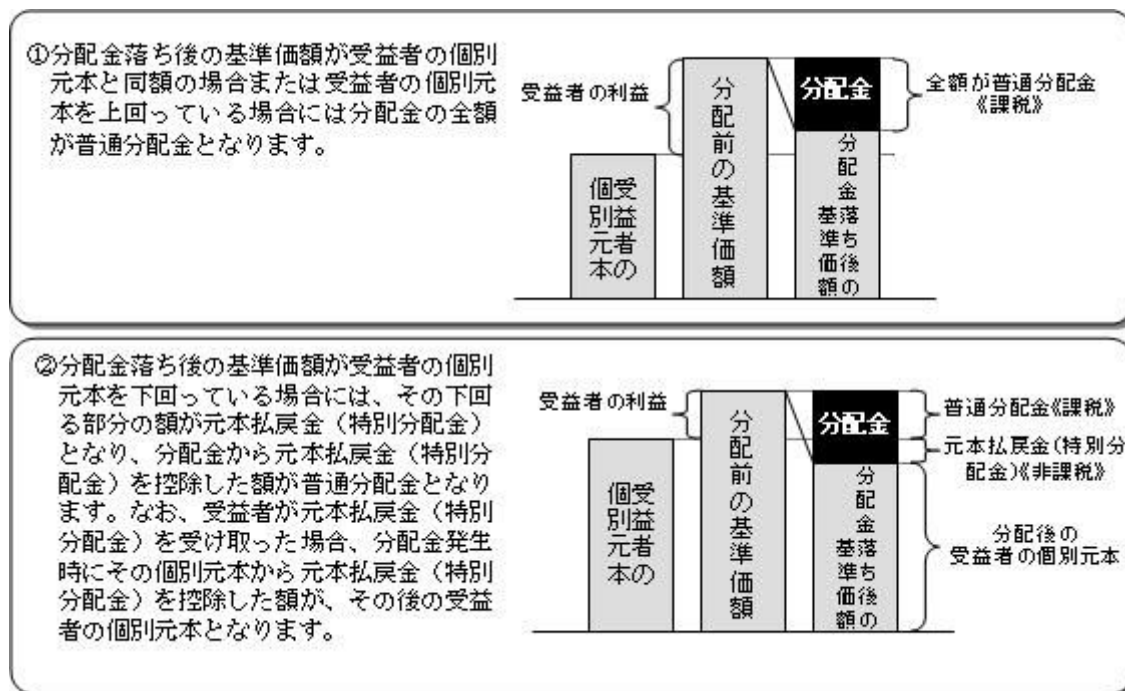 ①分配金落ち後の基準価額が受益者の個別
元本と同額の場合または受益者の個別元
本を上回っている場合には分配金の全額
が普通分配金となります。
受益者の利益
受益者の
個別元本
分配前の基準価額
分配金
分配金落ち後の
基準価額
全額が普通分配金
《課税》
②分配金落ち後の基準価額が受益者の個別
元本を下回っている場合には、その下回
る部分の額が元本払戻金（特別分配金）
となり、分配金から元本払戻金（特別分
配金）を控除した額が普通分配金となり
ます。なお、受益者が元本払戻金（特別
分配金）を受け取った場合、分配金発生
時にその個別元本から元本払戻金（特別
分配金）を控除した額が、その後の受益
者の個別元本となります。
受益者の利益
受益者の
個別元本
分配前の基準価額
分配金
分配金落ち後の
基準価額
普通分配金《課税》
元本払戻金(特別分
配金)《非課税》
分配後の
受益者の個別元本